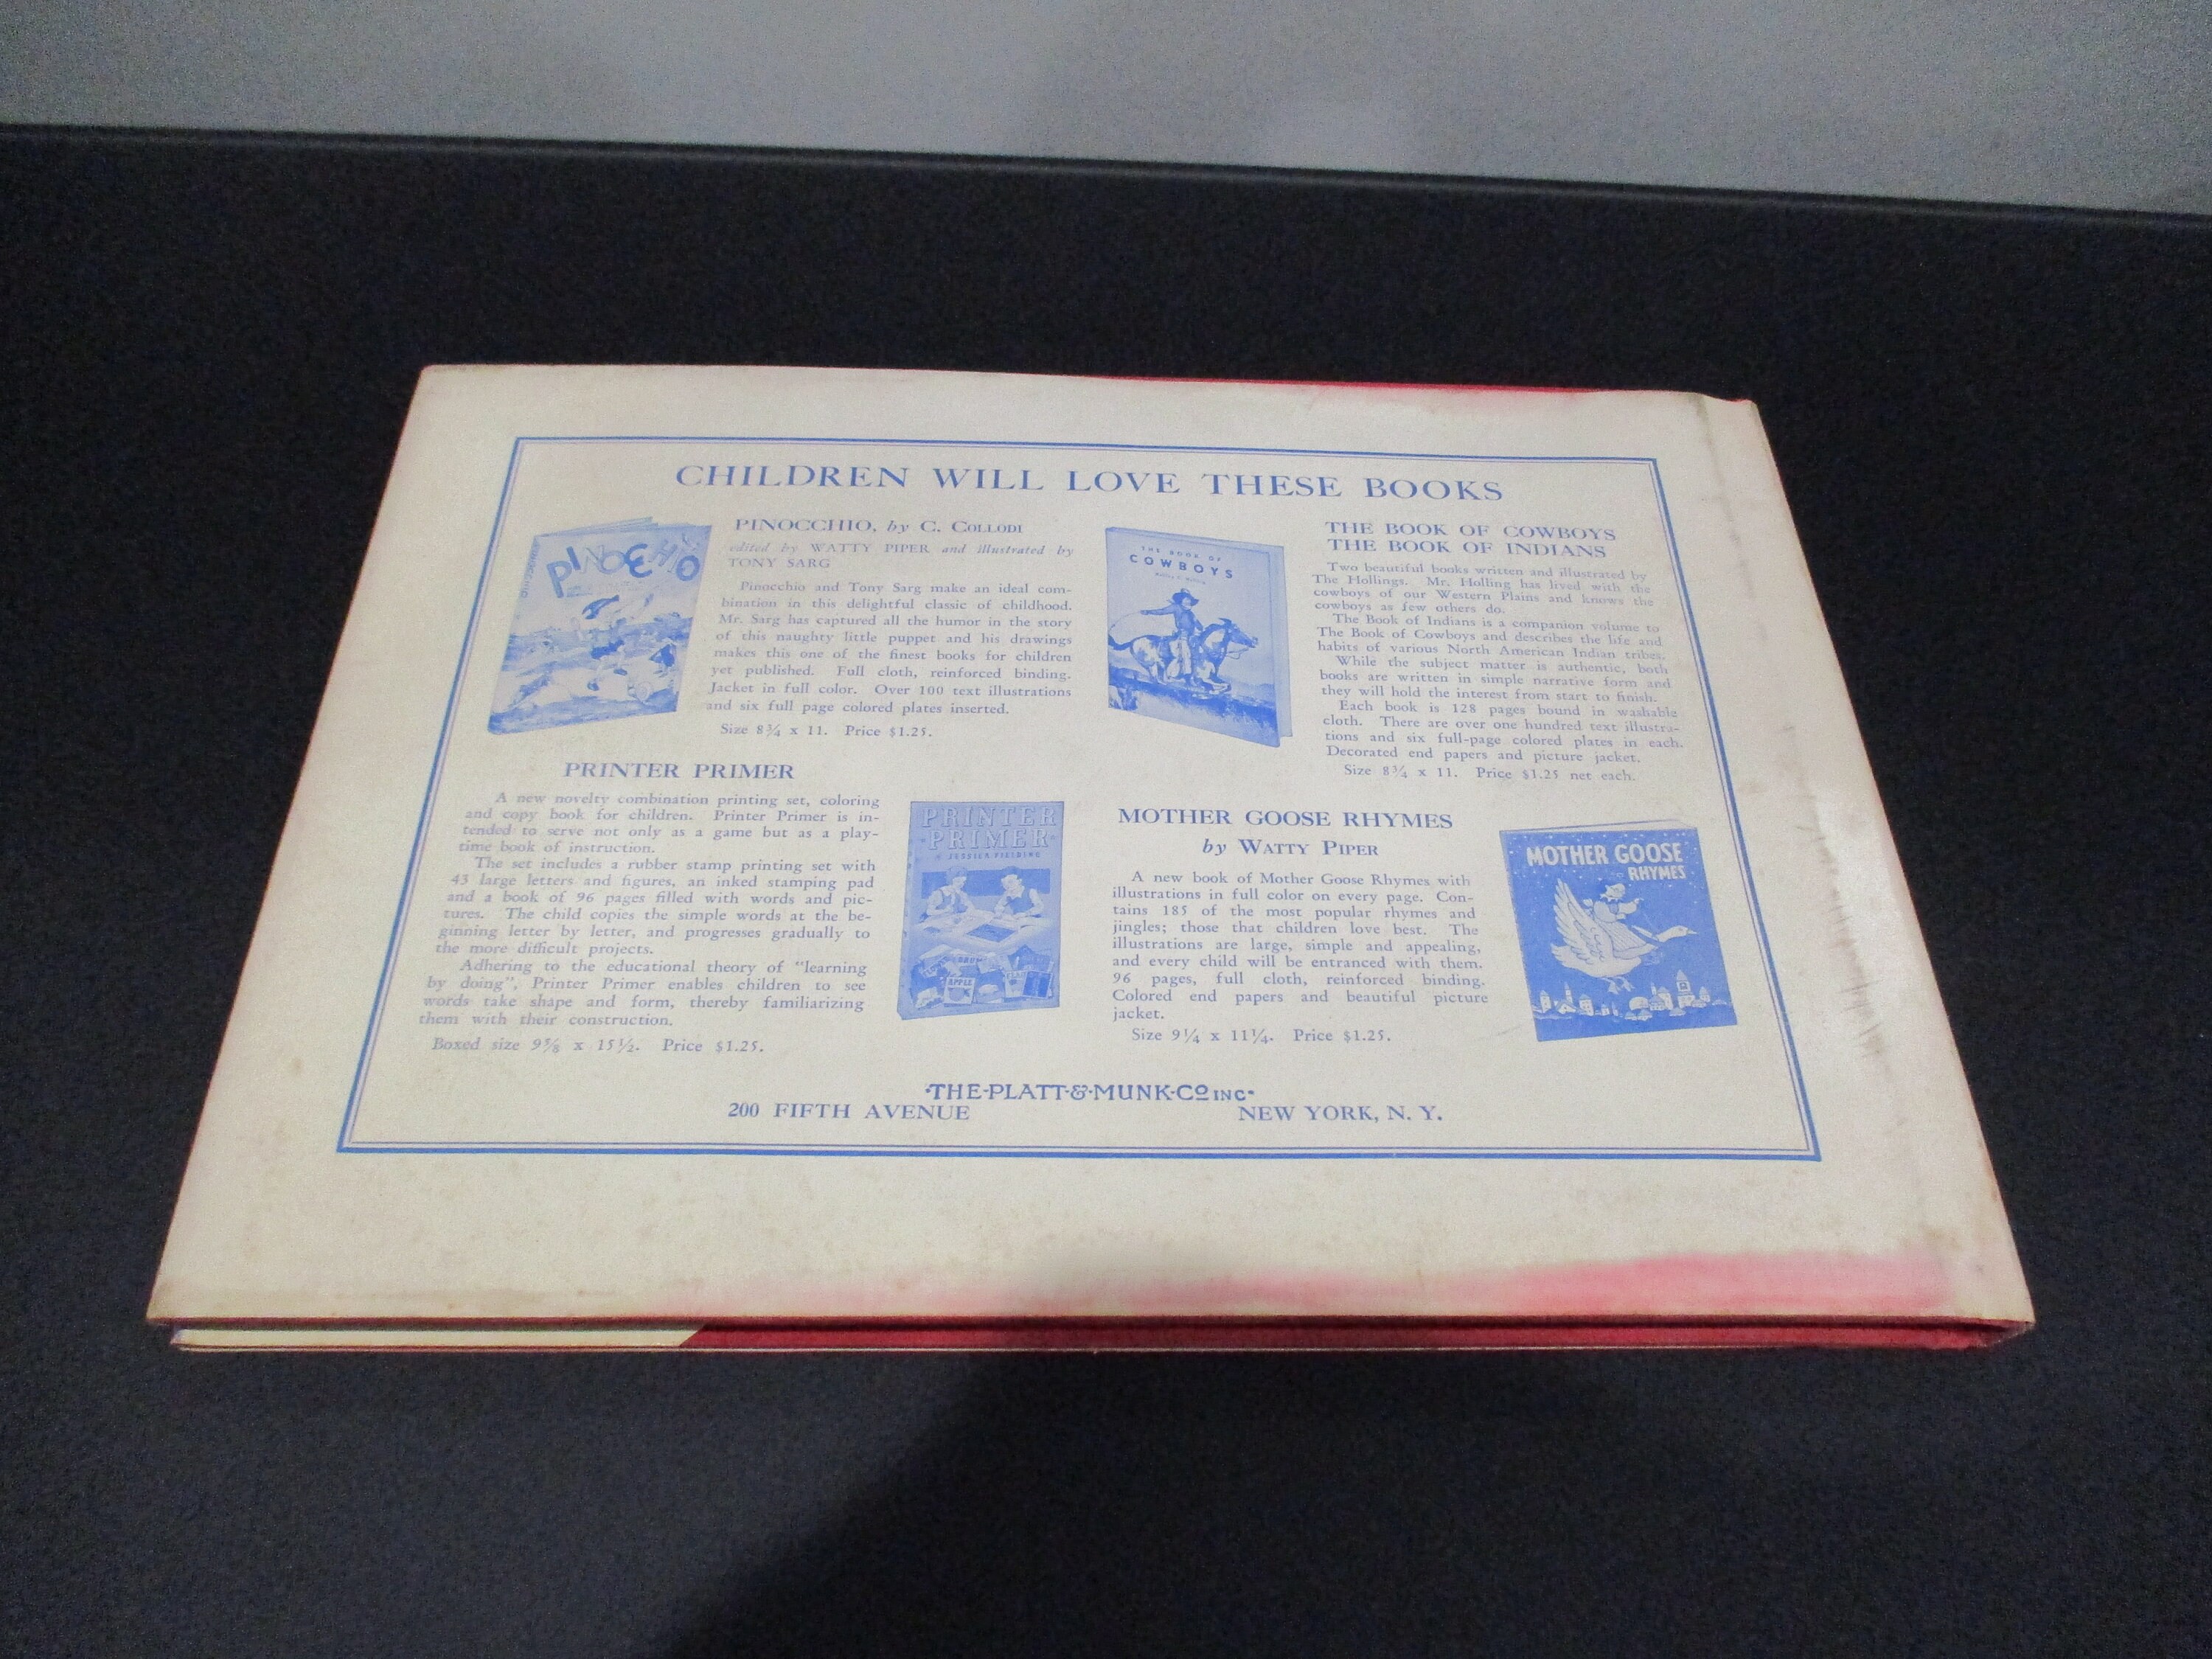 CHILDREN WILL LOVE THESE BOOKS
PINOCCHIO
PINOCCHIO, by C. COLLODI
edited by WATTY PIPER and illustrated by
TONY SARG
Pinocchio and Tony Sarg make an ideal com-
bination in this delightful classic of childhood.
Mr. Sarg has captured all the humor in the story
of this naughty little puppet and his drawings
makes this one of the finest books for children
yet published. Full cloth, reinforced binding.
Jacket in full color. Over 100 text illustrations
and six full page colored plates inserted.
Size 8¾ x 11. Price $1.25.
THE BOOK OF
COWBOYS
THE BOOK OF COWBOYS
THE BOOK OF INDIANS
Two beautiful books written and illustrated by
The Hollings. Mr. Holling has lived with the
cowboys of our Western Plains and knows the
cowboys as few others do.
The Book of Indians is a companion volume to
The Book of Cowboys and describes the life and
habits of various North American Indian tribes.
While the subject matter is authentic, both
books are written in simple narrative form and
they will hold the interest from start to finish.
Each book is 128 pages bound in washable
cloth. There are over one hundred text illustra-
tions and six full-page colored plates in each.
Decorated end papers and picture jacket.
Size 8¾ x 11. Price $1.25 net each.
PRINTER PRIMER
A new novelty combination printing set, coloring
and copy book for children. Printer Primer is in-
tended to serve not only as a game but as a play-
time book of instruction.
The set includes a rubber stamp printing set with
43 large letters and figures, an inked stamping pad
and a book of 96 pages filled with words and pic-
tures. The child copies the simple words at the be-
ginning letter by letter, and progresses gradually to
the more difficult projects.
Adhering to the educational theory of "learning
by doing", Printer Primer enables children to see
words take shape and form, thereby familiarizing
them with their construction.
Boxed size 9⅝ x 15½. Price $1.25.
PRINTER
PRIMER
JESSIE FIELDING
APPLE
MOTHER GOOSE RHYMES
by WATTY PIPER
A new book of Mother Goose Rhymes with
illustrations in full color on every page. Con-
tains 185 of the most popular rhymes and
jingles; those that children love best. The
illustrations are large, simple and appealing,
and every child will be entranced with them.
96 pages, full cloth, reinforced binding.
Colored end papers and beautiful picture
jacket.
Size 9¼ x 11¼. Price $1.25.
MOTHER GOOSE
RHYMES
·THE·PLATT·&·MUNK·CO INC·
200 FIFTH AVENUE NEW YORK, N. Y.